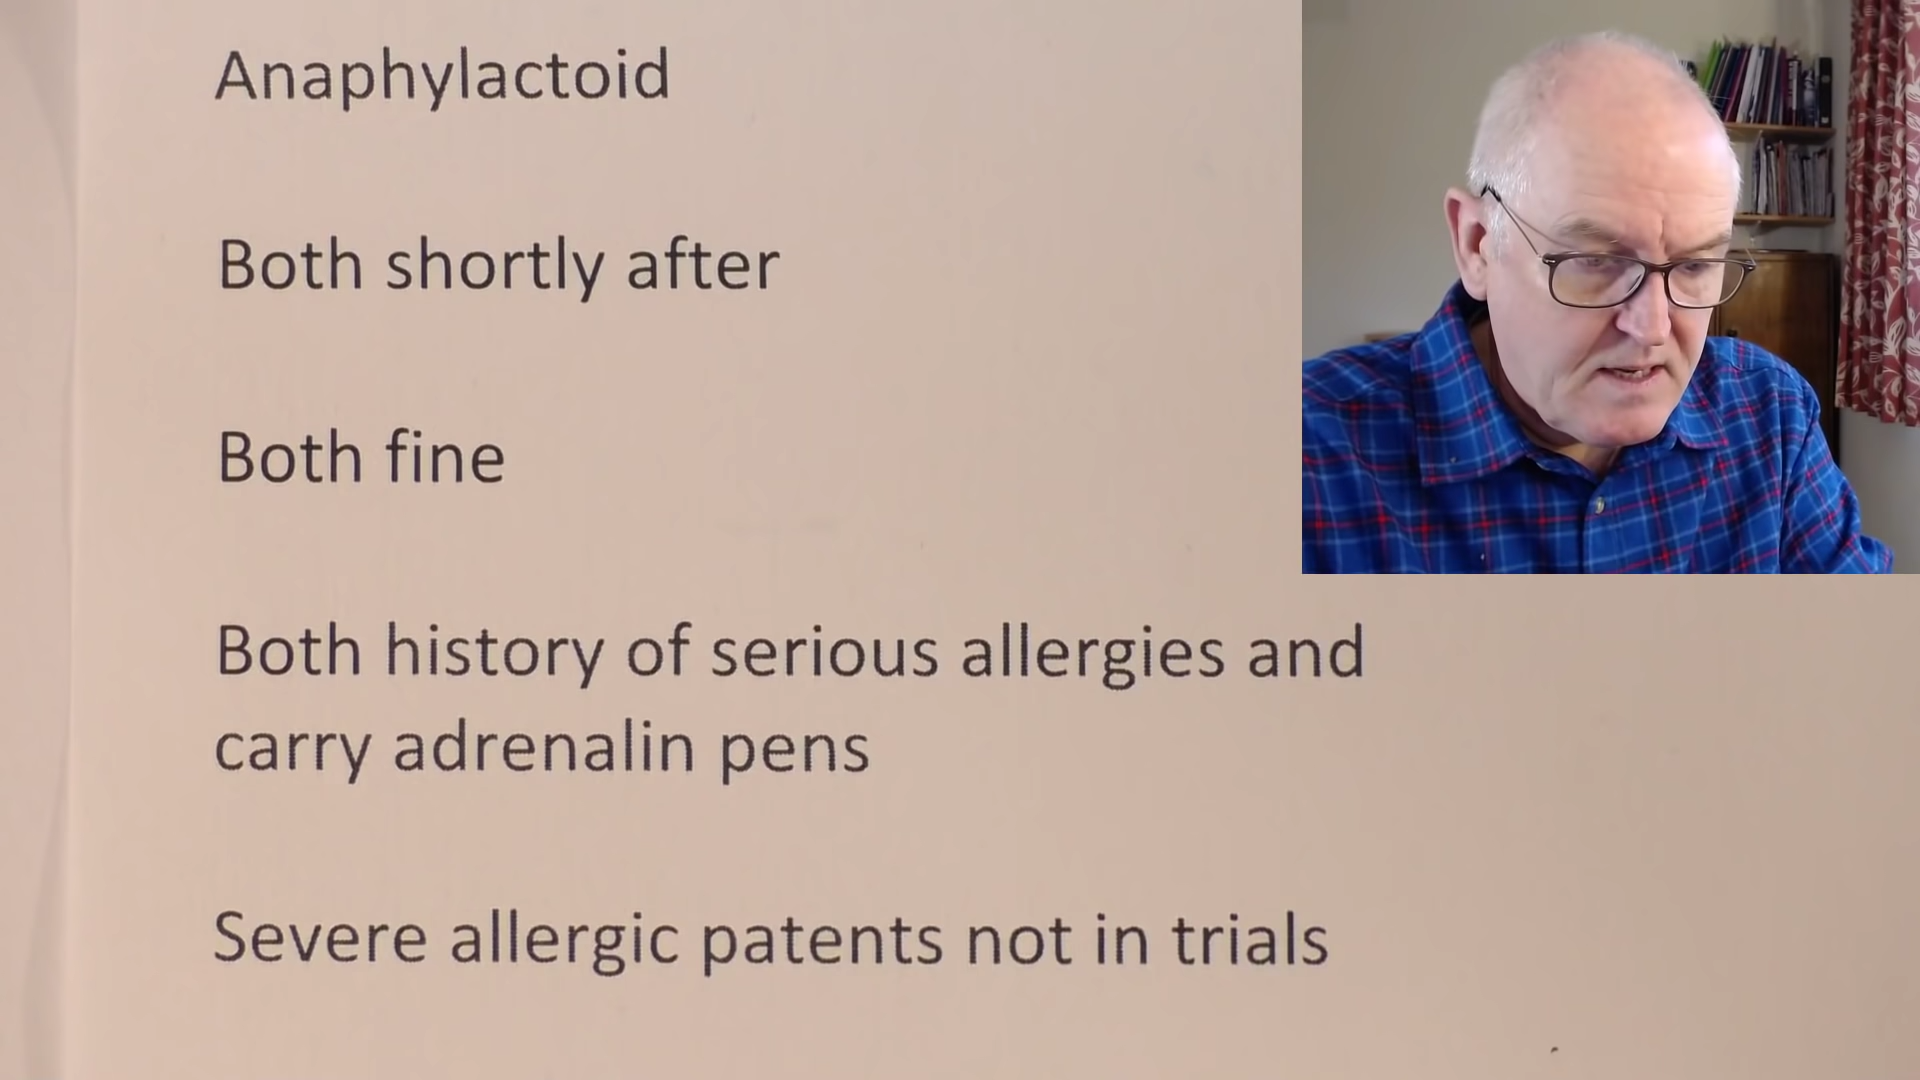 Anaphylactoid
Both shortly after
Both fine
Both history of serious allergies and
carry adrenalin pens
Severe allergic patents not in trials